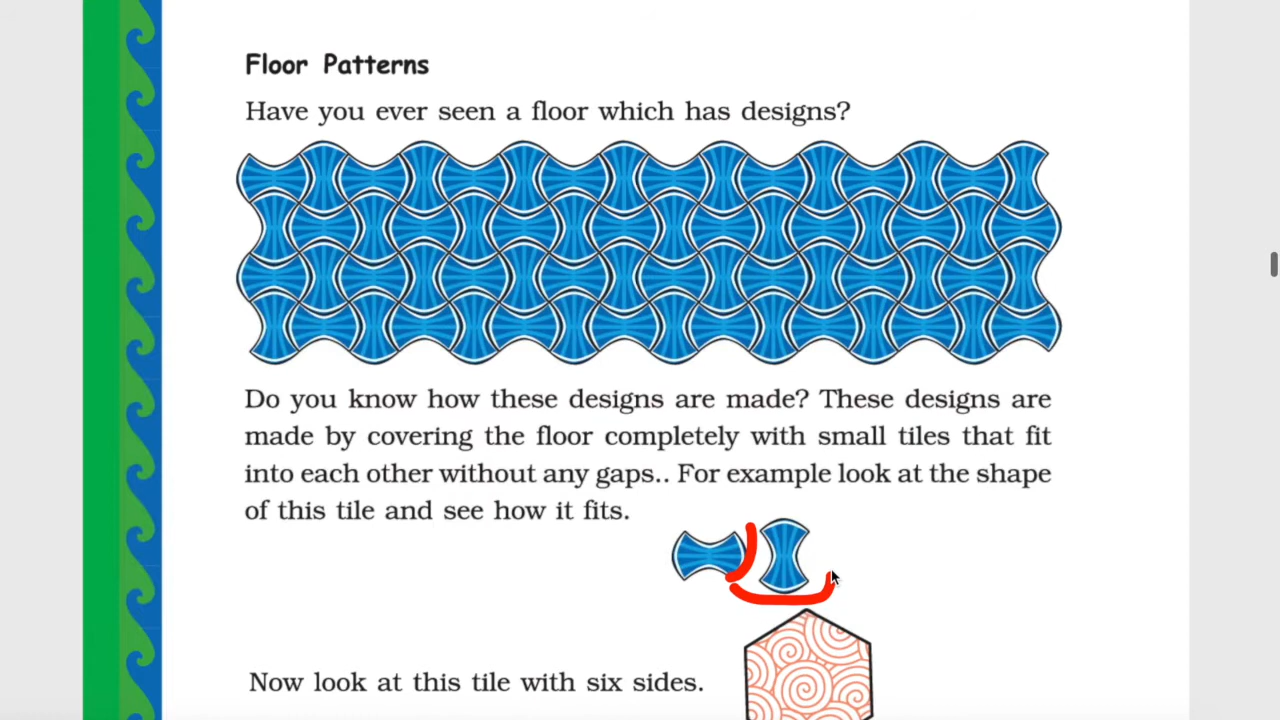 Floor Patterns
Have you ever seen a floor which has designs?
Do you know how these designs are made? These designs are
made by covering the floor completely with small tiles that fit
into each other without any gaps.. For example look at the shape
of this tile and see how it fits.
Now look at this tile with six sides.